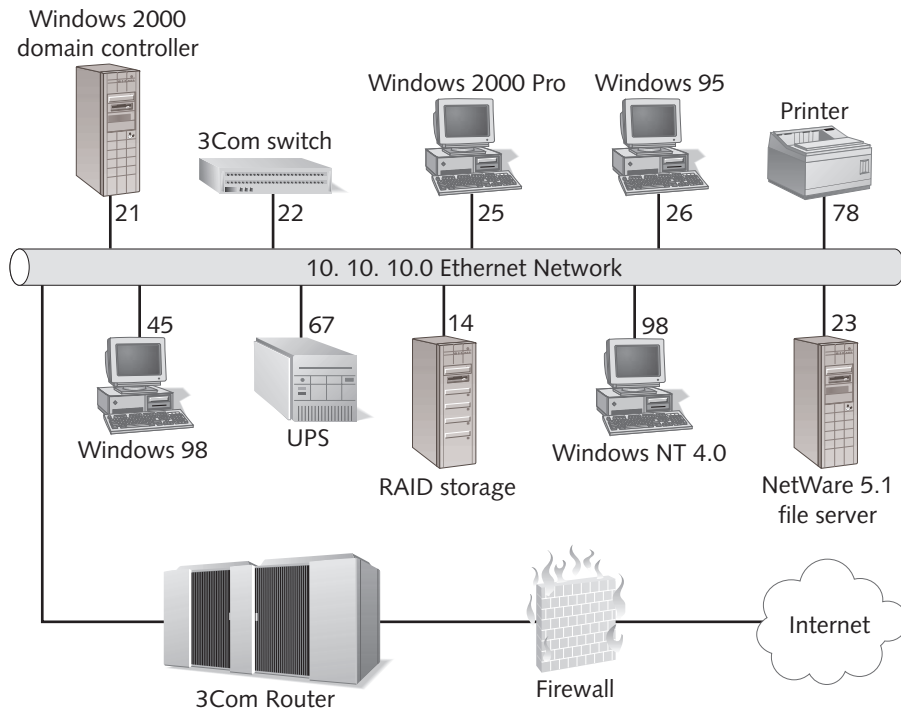 Windows 2000
domain controller
3Com switch
Windows 2000 Pro
Windows 95
Printer
21
22
25
26
78
10. 10. 10.0 Ethernet Network
45
67
14
98
23
Windows 98
UPS
RAID storage
Windows NT 4.0
NetWare 5.1
file server
3Com Router
Firewall
Internet